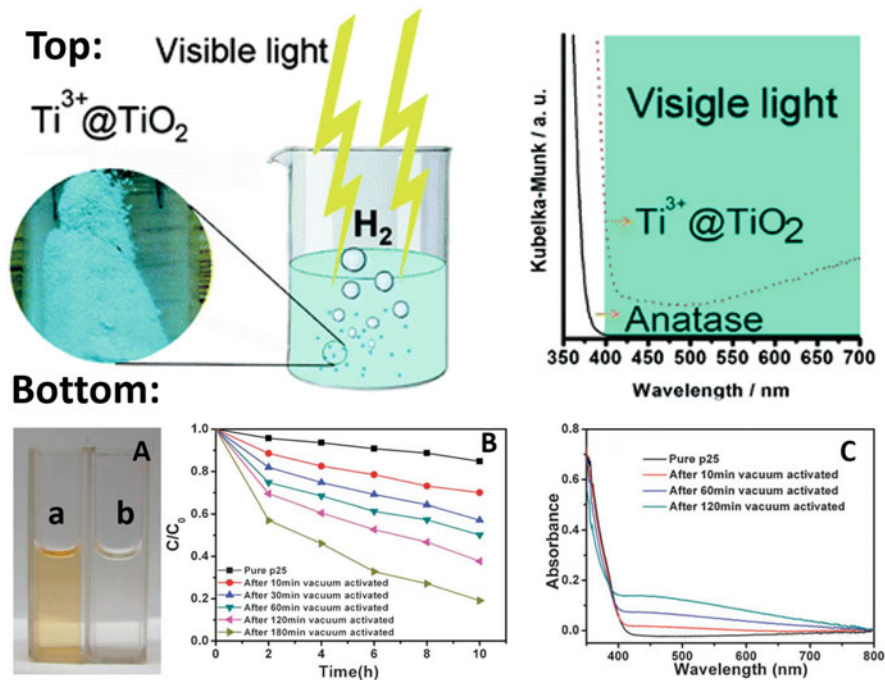 Top:
Visible light
Ti3+@TiO2
H2
Kubelka-Munk / a. u.
Visigle light
Ti3+@TiO2
Anatase
350 400 450 500 550 600 650 700
Wavelength / nm
Bottom:
A
a b
B
1.0
0.8
0.6
0.4
0.2
0.0
C/C0
Pure p25
After 10min vacuum activated
After 30min vacuum activated
After 60min vacuum activated
After 120min vacuum activated
After 180min vacuum activated
0 2 4 6 8 10
Time(h)
C
0.8
0.6
0.4
0.2
0.0
Absorbance
Pure p25
After 10min vacuum activated
After 60min vacuum activated
After 120min vacuum activated
400 500 600 700 800
Wavelength (nm)